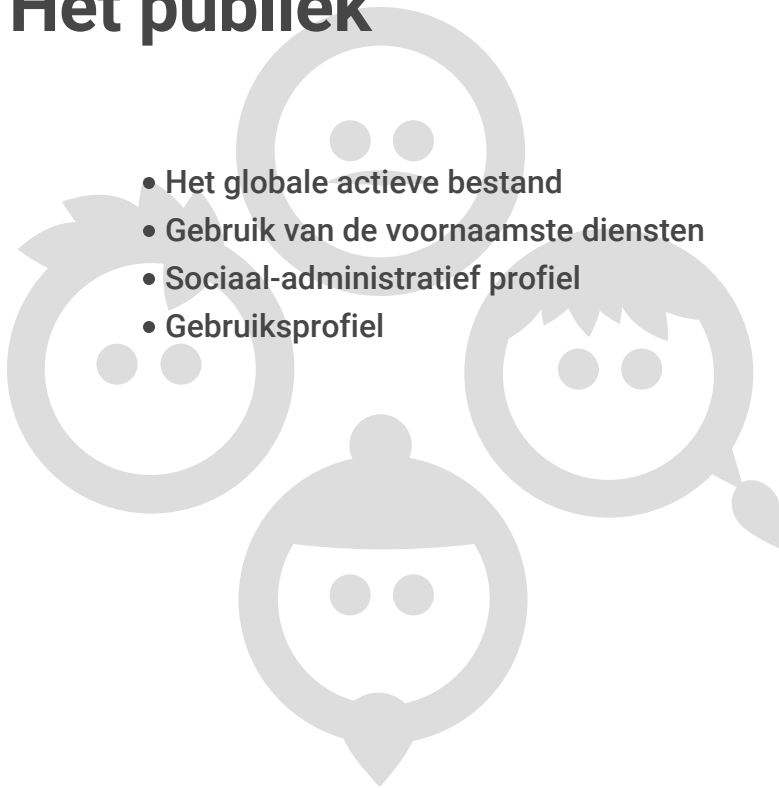 Het publiek
• Het globale actieve bestand
• Gebruik van de voornaamste diensten
• Sociaal-administratief profiel
• Gebruiksprofiel